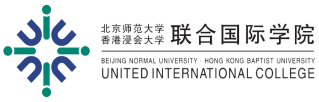 北京师范大学
香港浸会大学
联合国际学院
BEIJING NORMAL UNIVERSITY · HONG KONG BAPTIST UNIVERSITY
UNITED INTERNATIONAL COLLEGE